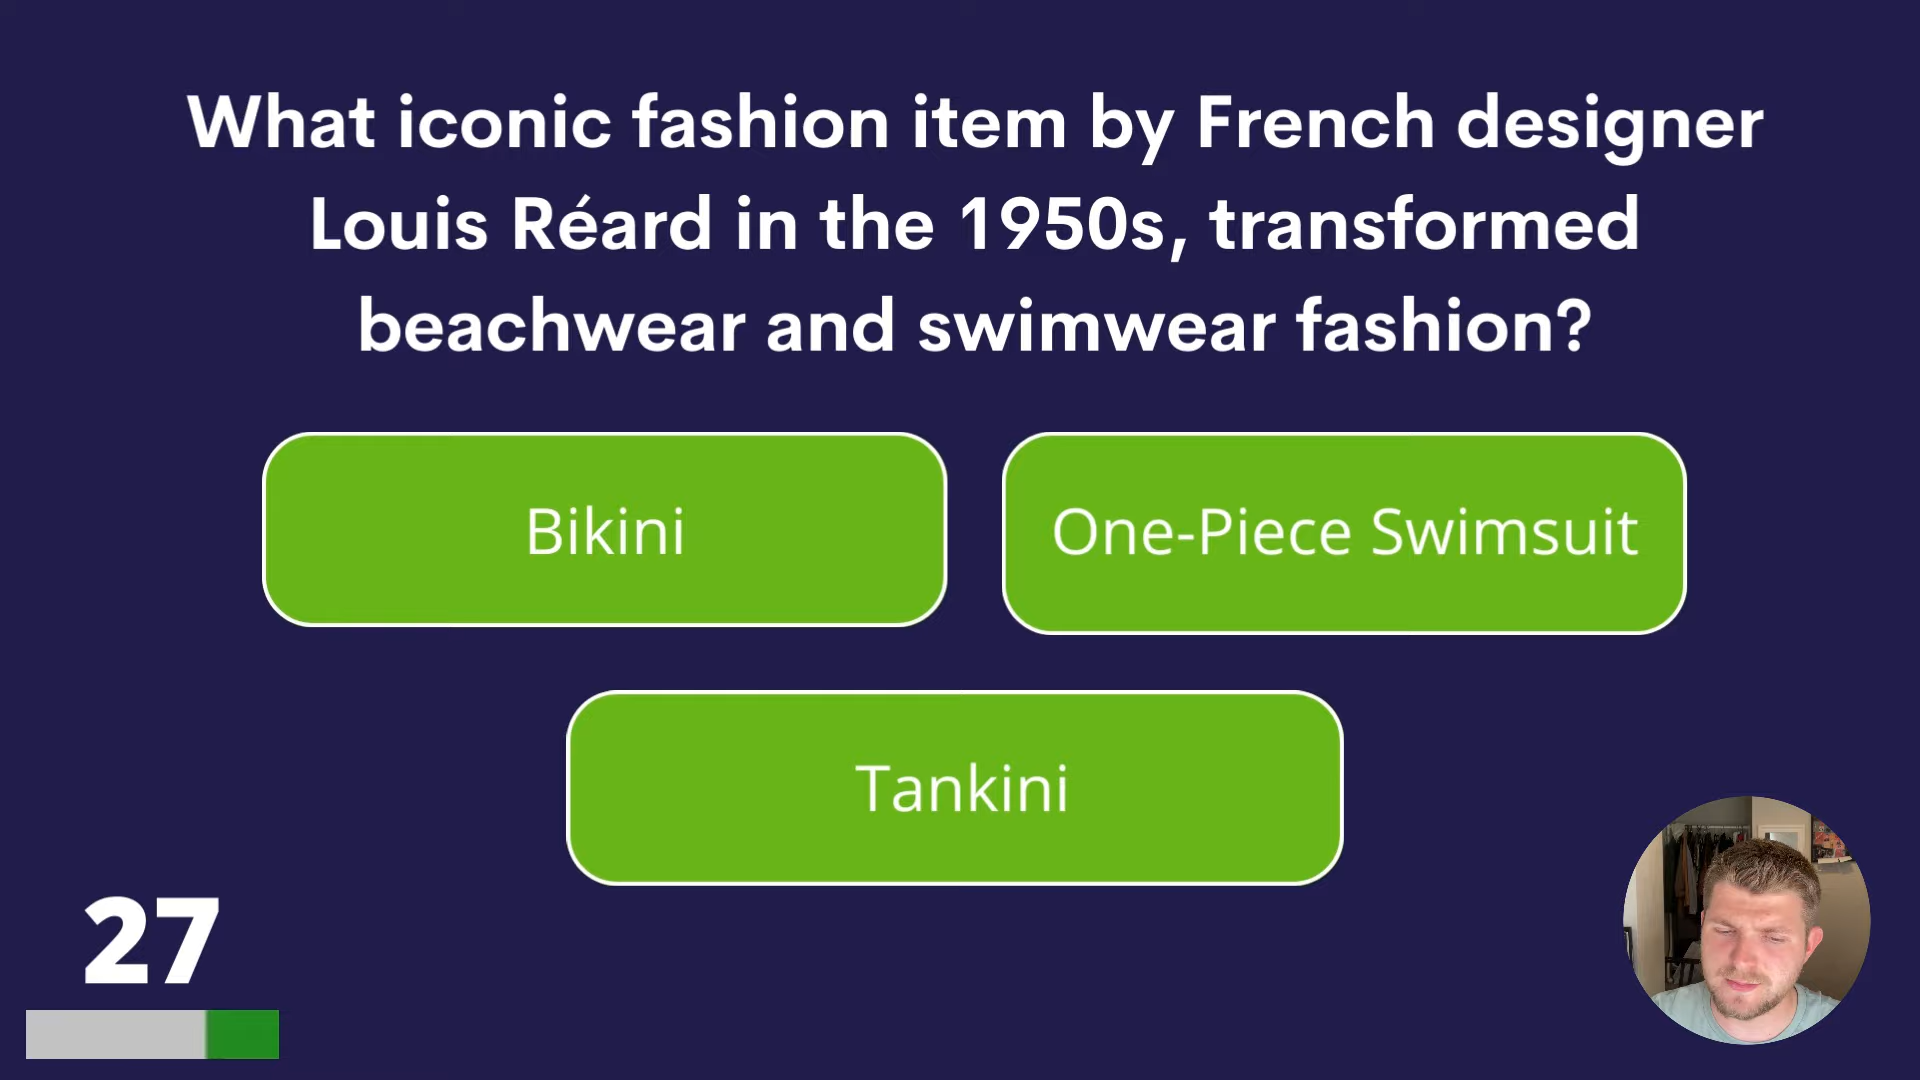 What iconic fashion item by French designer
Louis Réard in the 1950s, transformed
beachwear and swimwear fashion?
Bikini
One-Piece Swimsuit
Tankini
27